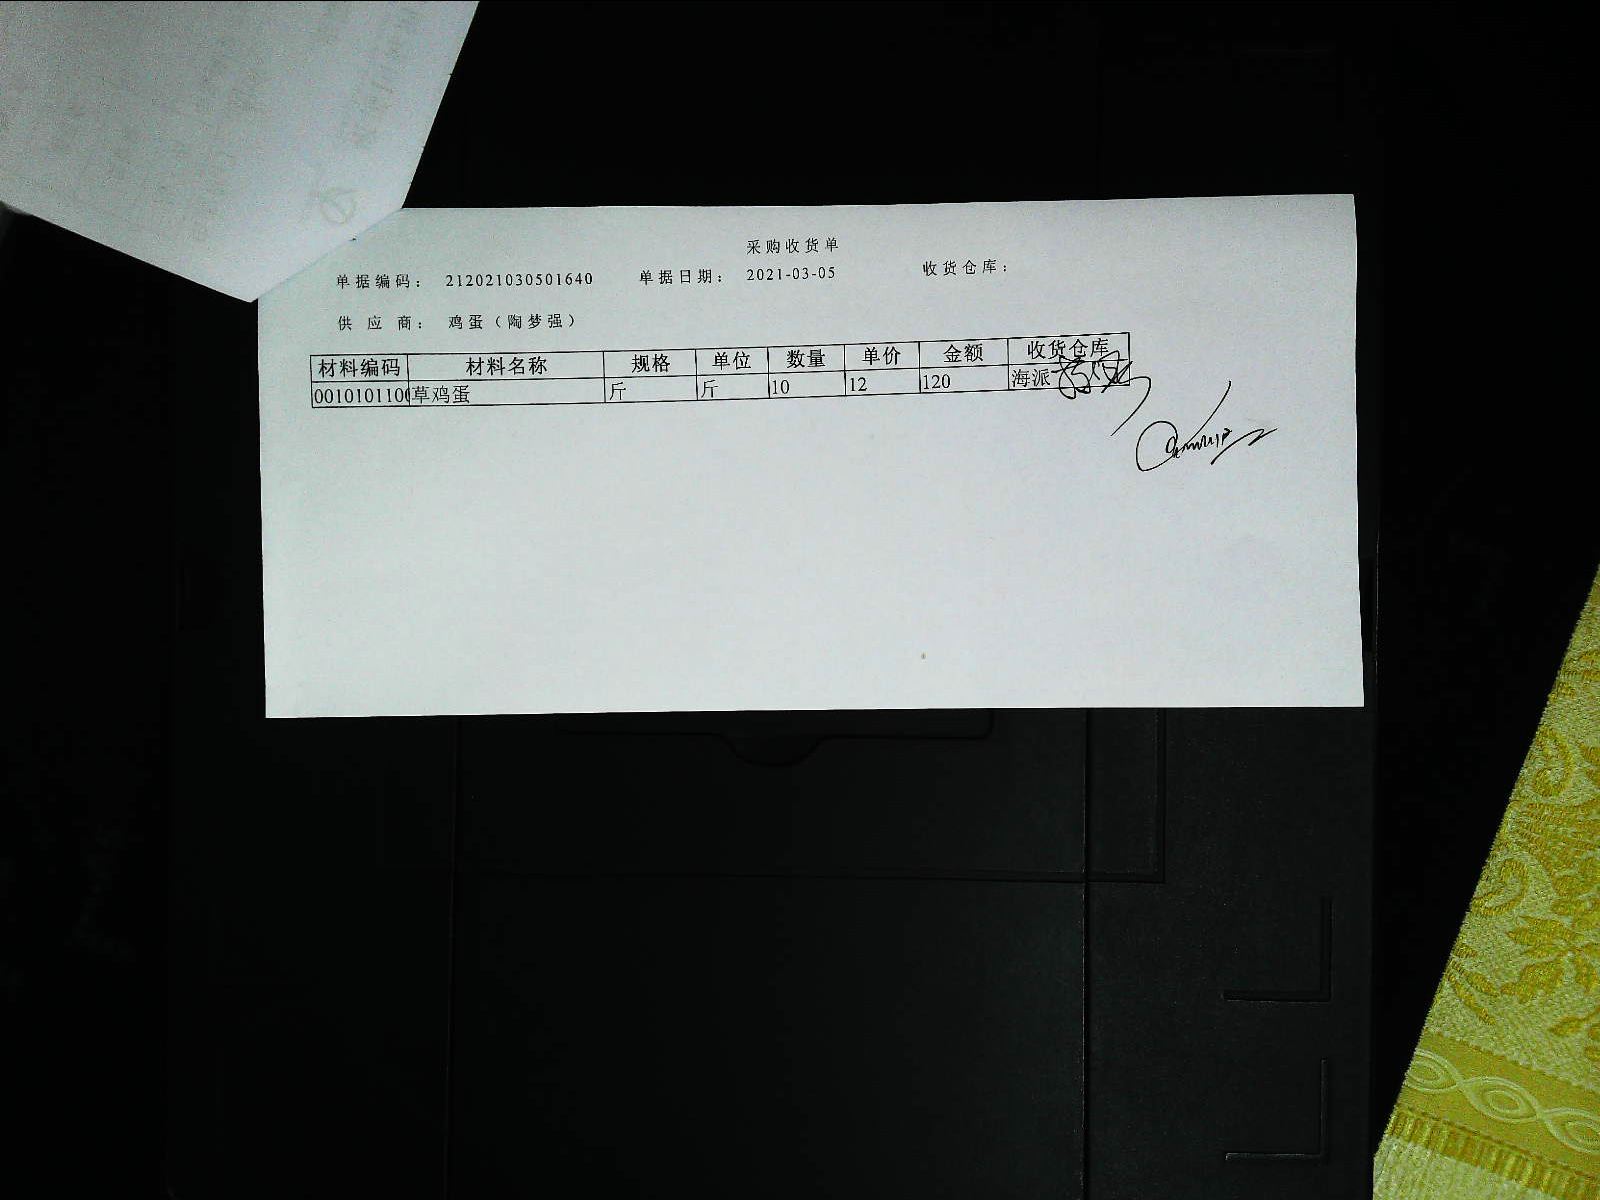 采购收货单
单据编码： 212021030501640 单据日期： 2021-03-05 收货仓库：
供应商： 鸡蛋（陶梦强）
材料编码 材料名称 规格 单位 数量 单价 金额 收货仓库
0010101100 草鸡蛋 斤 斤 10 12 120 海派